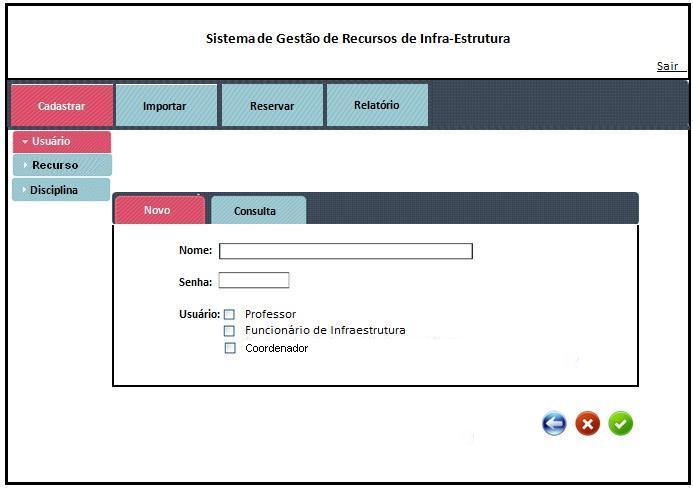 Sistema de Gestão de Recursos de Infra-Estrutura
Sair
Cadastrar Importar Reservar Relatório
Usuário
Recurso
Disciplina
Novo Consulta
Nome:
Senha:
Usuário: Professor
Funcionário de Infraestrutura
Coordenador